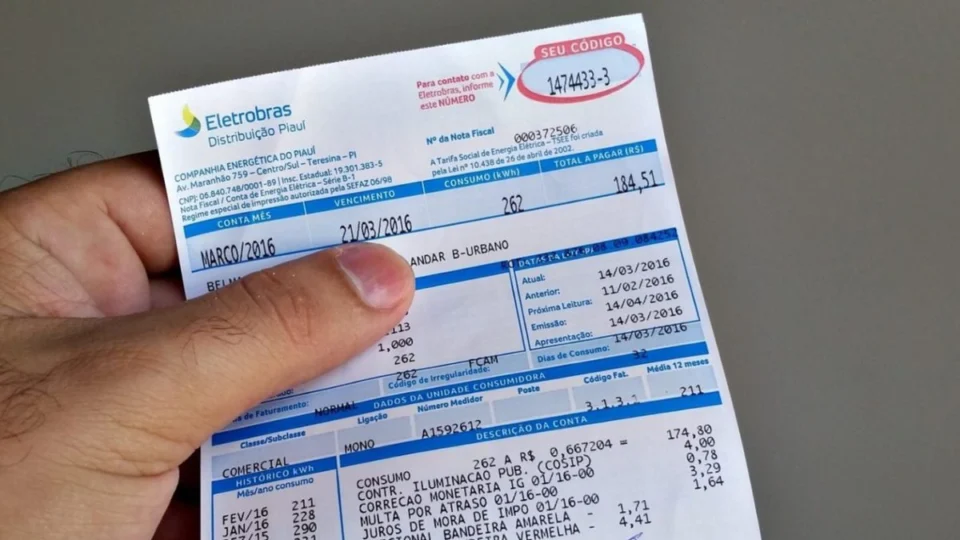 Eletrobras
Distribuição Piauí
Para contato com a
Eletrobras, informe
este NÚMERO
SEU CÓDIGO
1474433-3
COMPANHIA ENERGÉTICA DO PIAUÍ
Av. Maranhão 759 - Centro/Sul - Teresina - PI
CNPJ: 06.840.748/0001-89 | Insc. Estadual: 19.301.383-5
Nota Fiscal / Conta de Energia Elétrica - Série B-1
Regime especial de impressão autorizada pela SEFAZ 06/98
Nº da Nota Fiscal 000372506
A Tarifa Social de Energia Elétrica - TSEE foi criada
pela Lei nº 10.438 de 26 de abril de 2002.
CONTA MÊS VENCIMENTO CONSUMO (kWh) TOTAL A PAGAR (R$)
MARCO/2016 21/03/2016 262 184,51
ANDAR B-URBANO
Atual: 14/03/2016
Anterior: 11/02/2016
Próxima Leitura: 14/04/2016
Emissão: 14/03/2016
Apresentação: 14/03/2016
Dias de Consumo: 32
1,000
262
262
Código de Irregularidade: FCAM
de Faturamento: NORMAL
DADOS DA UNIDADE CONSUMIDORA
Classe/Subclasse Ligação Número Medidor Poste Código Fat. Média 12 meses
COMERCIAL MONO A1592612 3.1.3.1 211
HISTÓRICO kWh
Mês/ano consumo
FEV/16 211
JAN/16 228
290
DESCRIÇÃO DA CONTA
CONSUMO 262 A R$ 0,667204 = 174,80
CONTR. ILUMINACAO PUB. (COSIP) 4,00
CORRECAO MONETARIA IG 01/16-00 0,78
MULTA POR ATRASO 01/16-00 3,29
JUROS DE MORA DE IMPO 01/16-00 1,64
BANDEIRA AMARELA - 1,71
VERMELHA - 4,41